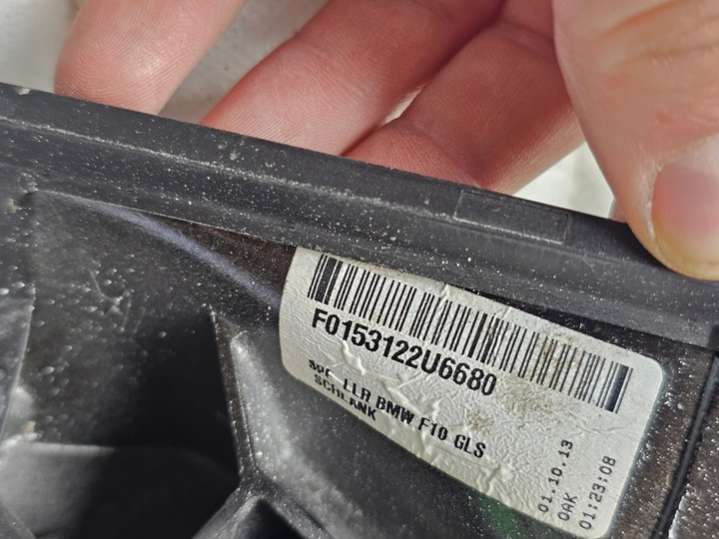 F0153122U6680
LLR BMW F10 GLS
SCHLANK
01.10.13
OAK
01:23:08